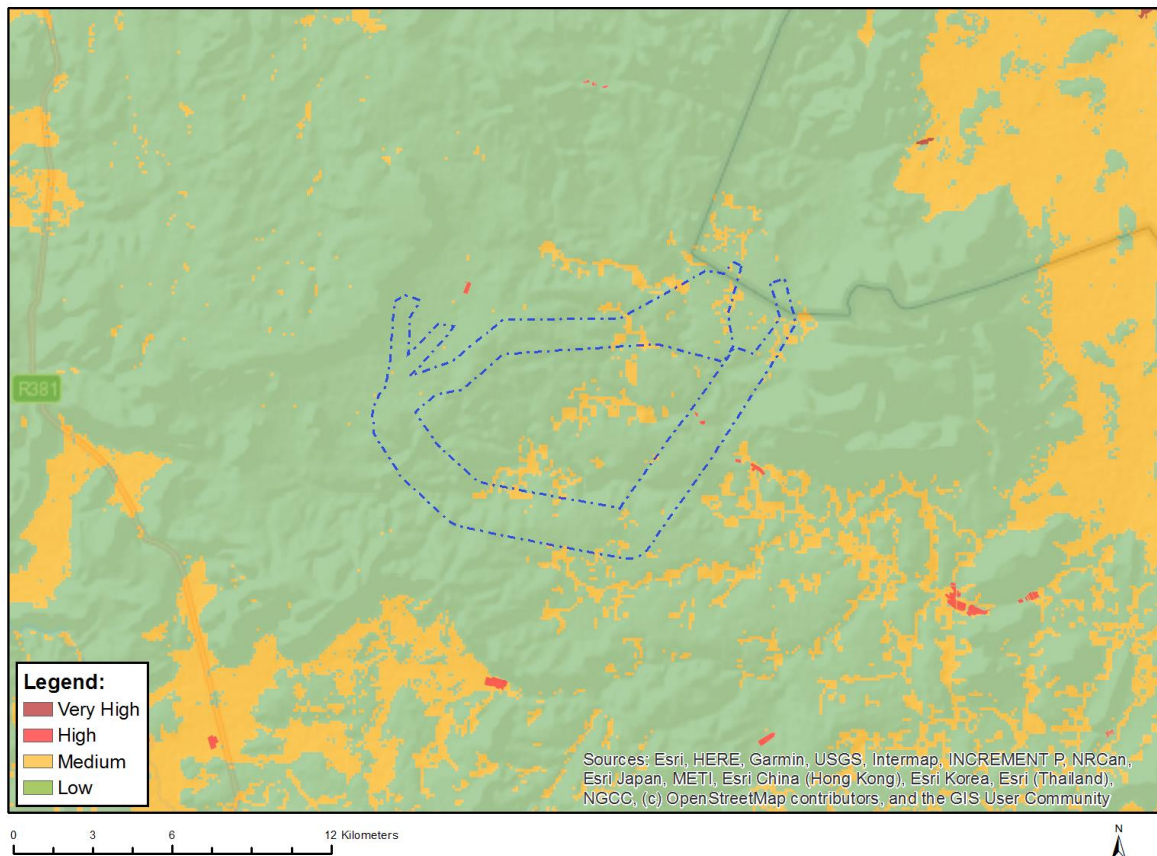 R381
Legend:
Very High
High
Medium
Low
Sources: Esri, HERE, Garmin, USGS, Intermap, INCREMENT P, NRCan,
Esri Japan, METI, Esri China (Hong Kong), Esri Korea, Esri (Thailand),
NGCC, (c) OpenStreetMap contributors, and the GIS User Community
0 3 6 12 Kilometers
N